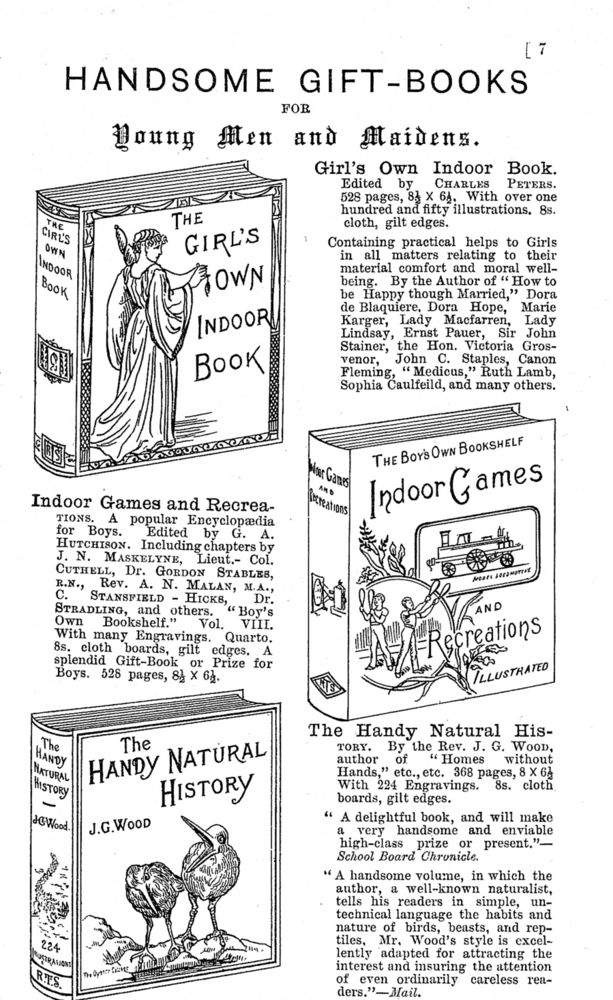 [ 7
HANDSOME GIFT-BOOKS
FOR
Young Men and Maidens.
THE
GIRL'S
OWN
INDOOR
BOOK
THE
GIRL'S
OWN
INDOOR
BOOK
RTS
Girl's Own Indoor Book.
Edited by CHARLES PETERS.
528 pages, 8½ X 6½. With over one
hundred and fifty illustrations. 8s.
cloth, gilt edges.
Containing practical helps to Girls
in all matters relating to their
material comfort and moral well-
being. By the Author of "How to
be Happy though Married," Dora
de Blaquiere, Dora Hope, Marie
Karger, Lady Macfarren, Lady
Lindsay, Ernst Pauer, Sir John
Stainer, the Hon. Victoria Gros-
venor, John C. Staples, Canon
Fleming, "Medicus," Ruth Lamb,
Sophia Caulfeild, and many others.
Indoor Games and Recrea-
TIONS. A popular Encyclopædia
for Boys. Edited by G. A.
HUTCHISON. Including chapters by
J. N. MASKELYNE, Lieut.- Col.
CUTHELL, Dr. GORDON STABLES,
R.N., Rev. A. N. MALAN, M.A.,
C. STANSFIELD - HICKS, Dr.
STRADLING, and others. "Boy's
Own Bookshelf." Vol. VIII.
With many Engravings. Quarto.
8s. cloth boards, gilt edges. A
splendid Gift-Book or Prize for
Boys. 528 pages, 8½ X 6½.
Indoor Games
AND
Recreations
RTS
THE BOY'S OWN BOOKSHELF
Indoor Games
MODEL LOCOMOTIVE
AND
Recreations
ILLUSTRATED
The
HANDY
NATURAL
HISTORY
J.G.Wood.
224
ILLUSTRATIONS
R.T.S.
The
HANDY NATURAL
HISTORY
J.G.WOOD
The Handy Natural His-
TORY. By the Rev. J. G. WOOD,
author of "Homes without
Hands," etc., etc. 368 pages, 8 X 6½
With 224 Engravings. 8s. cloth
boards, gilt edges.
" A delightful book, and will make
a very handsome and enviable
high-class prize or present."—
School Board Chronicle.
"A handsome volume, in which the
author, a well-known naturalist,
tells his readers in simple, un-
technical language the habits and
nature of birds, beasts, and rep-
tiles, Mr. Wood's style is excel-
lently adapted for attracting the
interest and insuring the attention
of even ordinarily careless rea-
ders."—Mail.